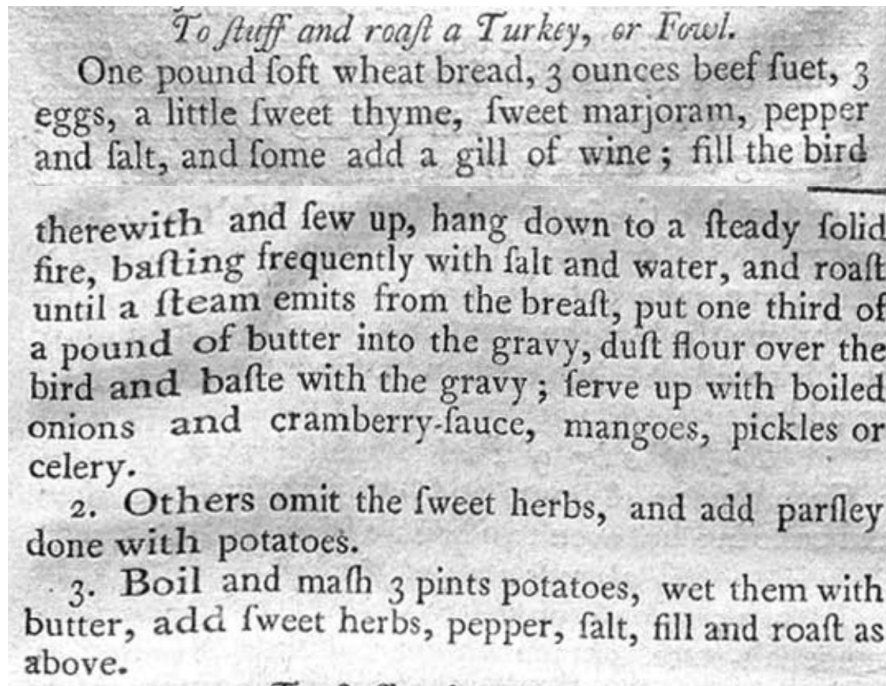 To ſtuff and roaſt a Turkey, or Fowl.
One pound ſoft wheat bread, 3 ounces beef ſuet, 3
eggs, a little ſweet thyme, ſweet marjoram, pepper
and ſalt, and ſome add a gill of wine; fill the bird
therewith and ſew up, hang down to a ſteady ſolid
fire, baſting frequently with ſalt and water, and roaſt
until a ſteam emits from the breaſt, put one third of
a pound of butter into the gravy, duſt flour over the
bird and baſte with the gravy; ſerve up with boiled
onions and cramberry-ſauce, mangoes, pickles or
celery.
2. Others omit the ſweet herbs, and add parſley
done with potatoes.
3. Boil and maſh 3 pints potatoes, wet them with
butter, add ſweet herbs, pepper, ſalt, fill and roaſt as
above.